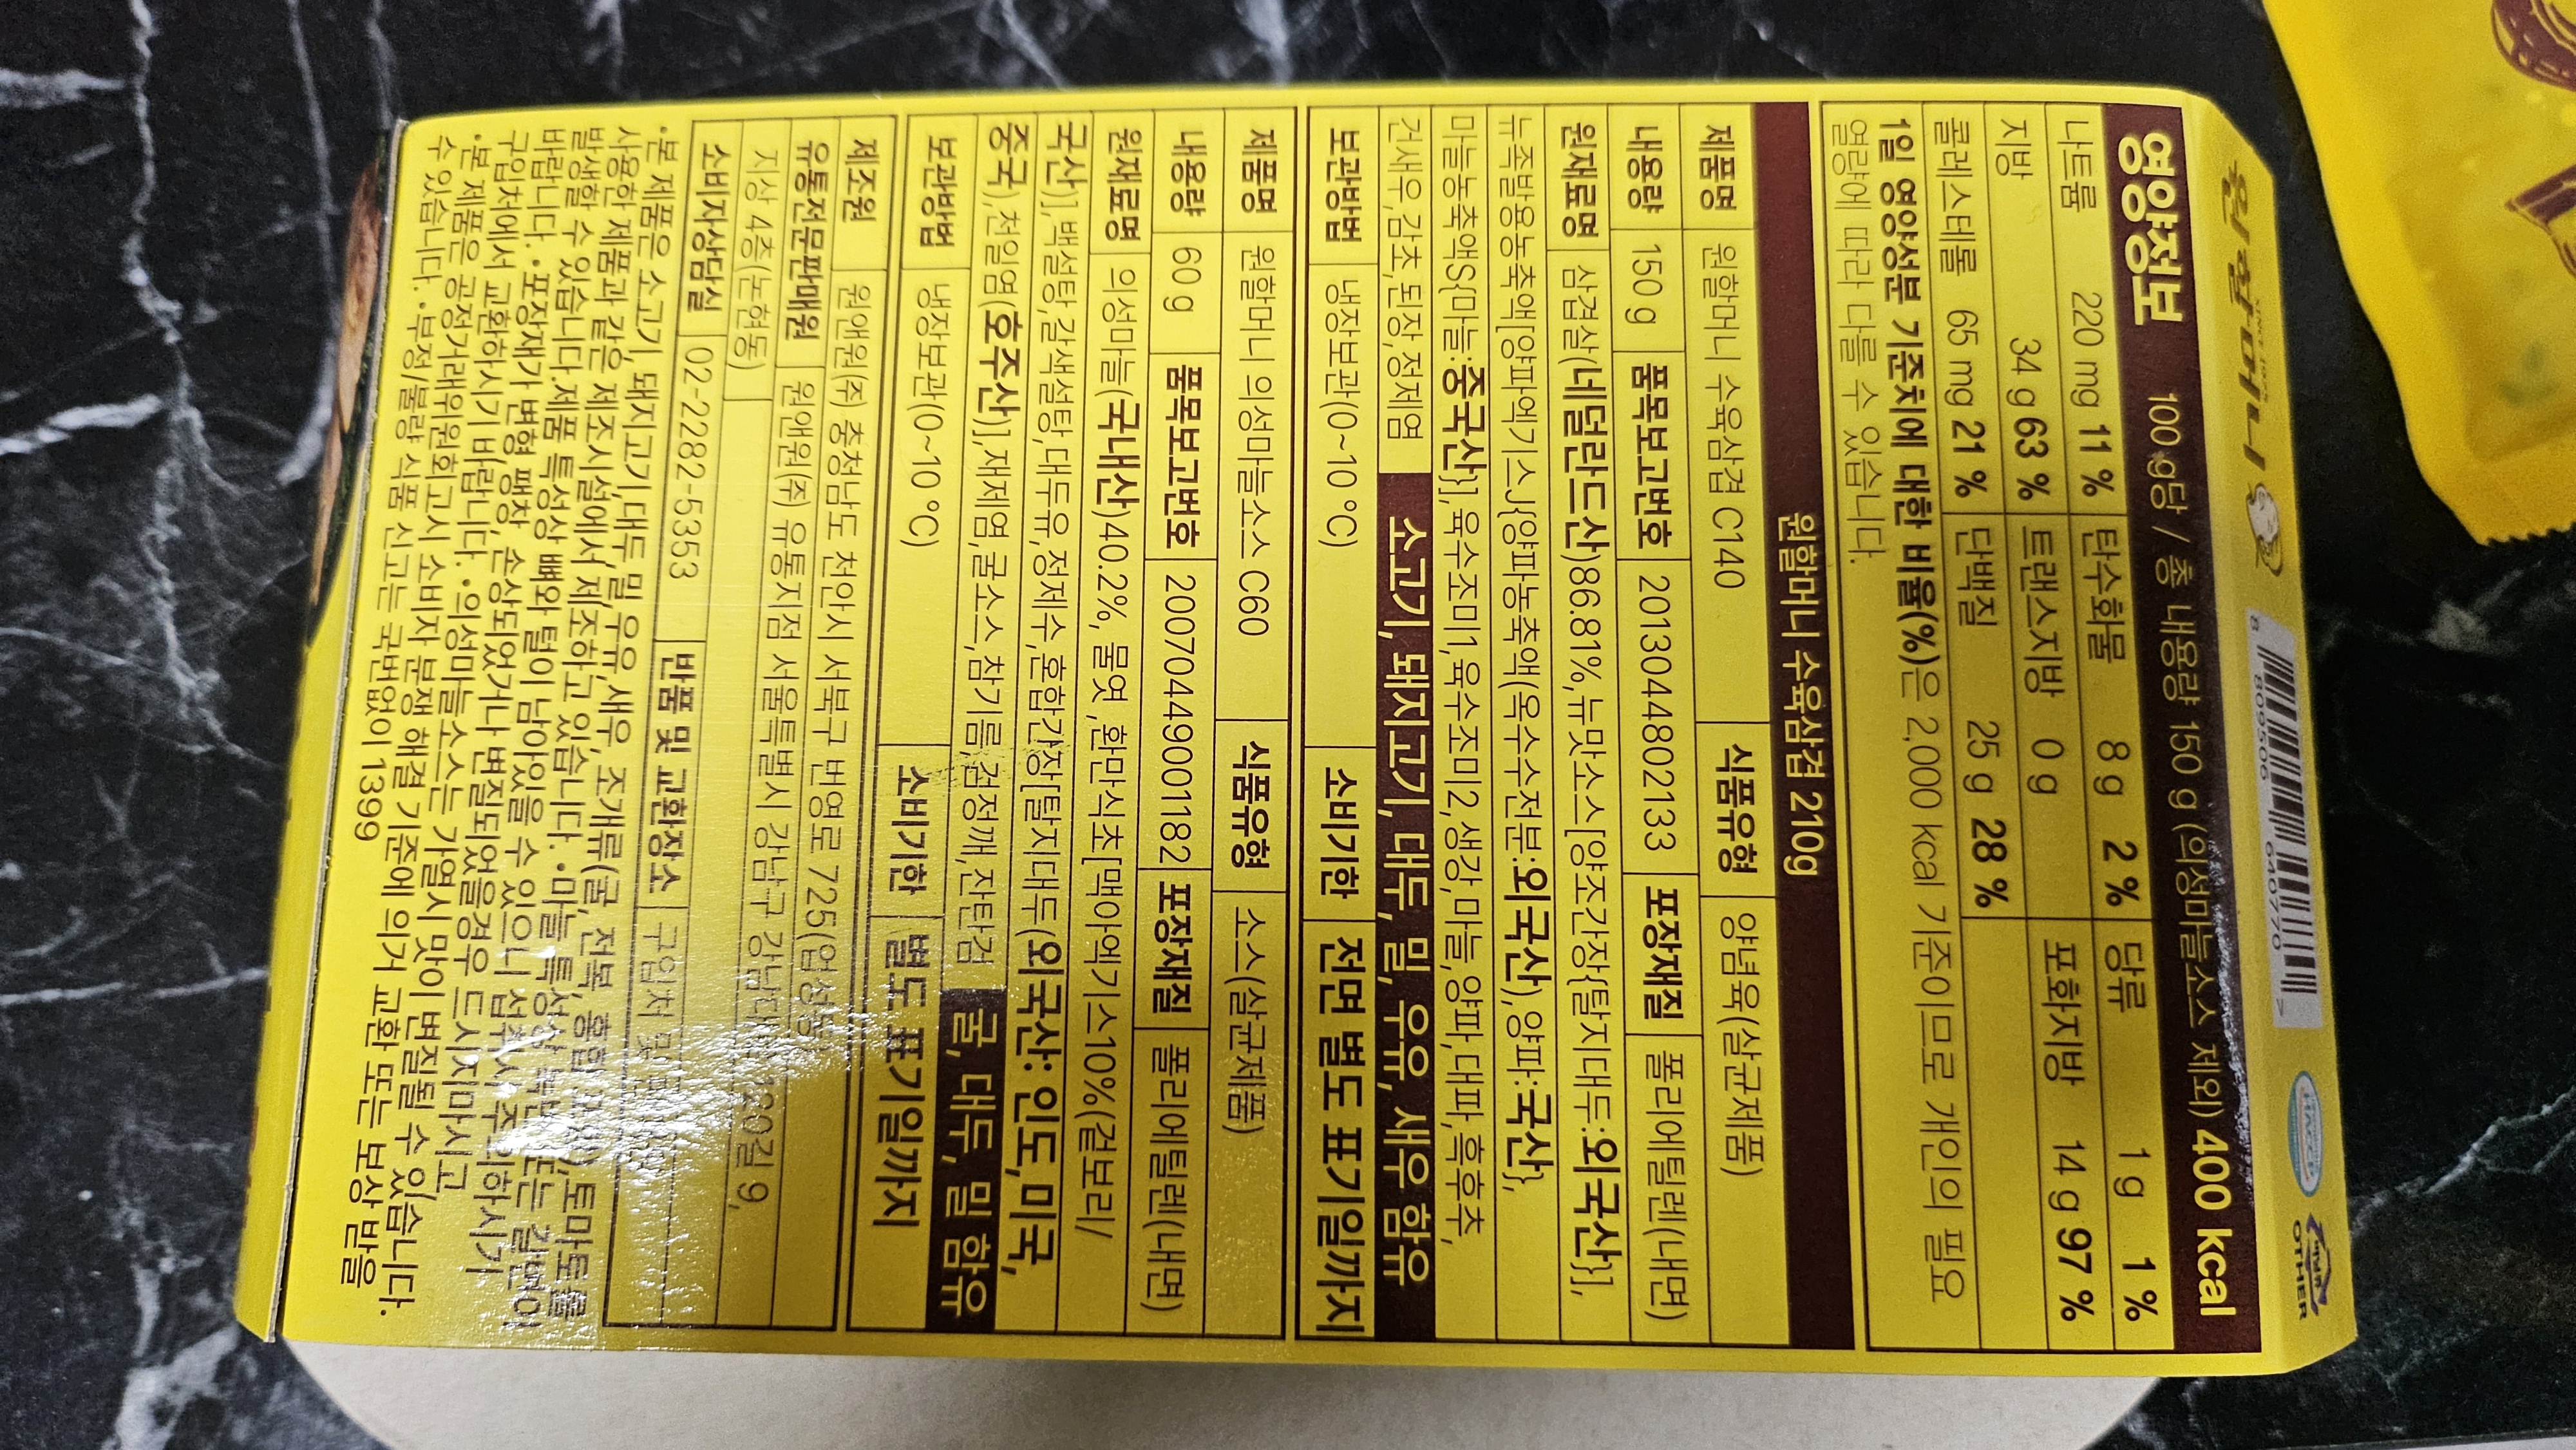 원할머니
SINCE 1975
8 809506 640770 7
HACCP
OTHER
영양정보 100 g당 / 총 내용량 150 g (의성마늘소스 제외) 400 kcal
나트륨 220 mg 11 % 탄수화물 8 g 2 % 당류 1 g 1 %
지방 34 g 63 % 트랜스지방 0 g 포화지방 14 g 97 %
콜레스테롤 65 mg 21 % 단백질 25 g 28 %
1일 영양성분 기준치에 대한 비율(%)은 2,000 kcal 기준이므로 개인의 필요
열량에 따라 다를 수 있습니다.
원할머니 수육삼겹 210g
제품명 원할머니 수육삼겹 C140 식품유형 양념육(살균제품)
내용량 150 g 품목보고번호 201304480​2133 포장재질 폴리에틸렌(내면)
원재료명 삼겹살(네덜란드산)86.81%,뉴맛소스[양조간장{탈지대두:외국산}],
뉴족발용농축액[양파엑기스J{양파농축액(옥수수전분:외국산),양파:국산},
마늘농축액S{마늘:중국산}],육수조미1,육수조미2,생강,마늘,양파,대파,흑후추,
건새우,감초,된장,정제염 소고기, 돼지고기, 대두, 밀, 우유, 새우 함유
보관방법 냉장보관(0~10 ℃) 소비기한 전면 별도 표기일까지
제품명 원할머니 의성마늘소스 C60 식품유형 소스(살균제품)
내용량 60 g 품목보고번호 20070449001182 포장재질 폴리에틸렌(내면)
원재료명 의성마늘(국내산)40.2%, 물엿,환만식초[맥아엑기스10%(겉보리/
국산)],백설탕,갈색설탕,대두유,정제수,혼합간장[탈지대두(외국산: 인도,미국,
중국),천일염(호주산)],재제염,굴소스,참기름,검정깨,잔탄검 굴, 대두, 밀 함유
보관방법 냉장보관(0~10 ℃) 소비기한 별도 표기일까지
제조원 원앤원(주) 충청남도 천안시 서북구 번영로 725(업성동)
유통전문판매원 원앤원(주) 유통지점 서울특별시 강남구 9,
지상 4층(논현동)
소비자상담실 02-2282-5353 반품 및 교환장소 구입처 및
•본 제품은 소고기, 돼지고기,대두,밀,우유,새우, 조개류(굴, 전복, 홍합 포함),토마토를
사용한 제품과 같은 제조시설에서 제조하고 있습니다. •마늘 특성상
발생할 수 있습니다.제품 특성상 뼈와 털이 남아있을 수 있으니 섭취시 주의하시기
바랍니다. •포장재가 변형, 팽창, 손상되었거나 변질되었을경우 드시지마시고
구입처에서 교환하시기 바랍니다. •의성마늘소스는 가열시 맛이 변질될 수 있습니다.
•본 제품은 공정거래위원회고시 소비자 분쟁 해결 기준에 의거 교환 또는 보상 받을
수 있습니다. •부정/불량 식품 신고는 국번없이 1399